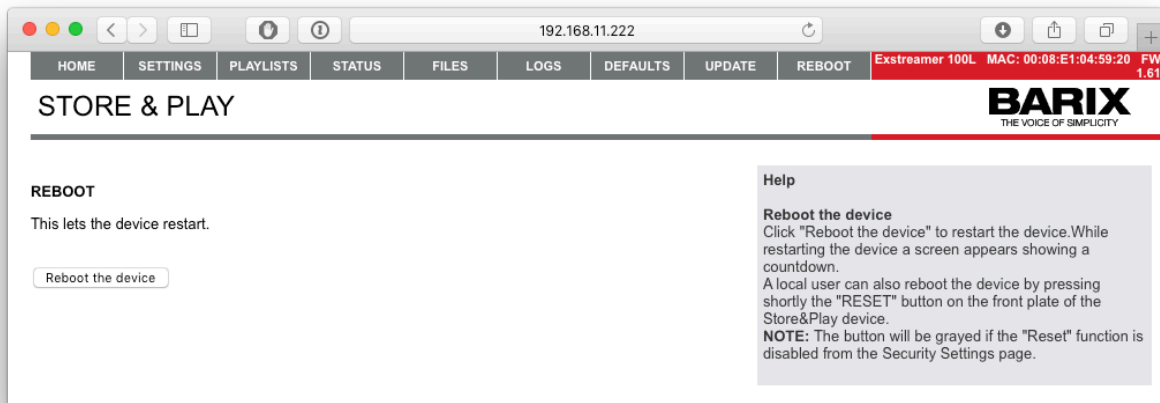 192.168.11.222
HOME SETTINGS PLAYLISTS STATUS FILES LOGS DEFAULTS UPDATE REBOOT Exstreamer 100L MAC: 00:08:E1:04:59:20 FW
1.61
STORE & PLAY
BARIX
THE VOICE OF SIMPLICITY
REBOOT
This lets the device restart.
Reboot the device
Help
Reboot the device
Click "Reboot the device" to restart the device.While
restarting the device a screen appears showing a
countdown.
A local user can also reboot the device by pressing
shortly the "RESET" button on the front plate of the
Store&Play device.
NOTE: The button will be grayed if the "Reset" function is
disabled from the Security Settings page.